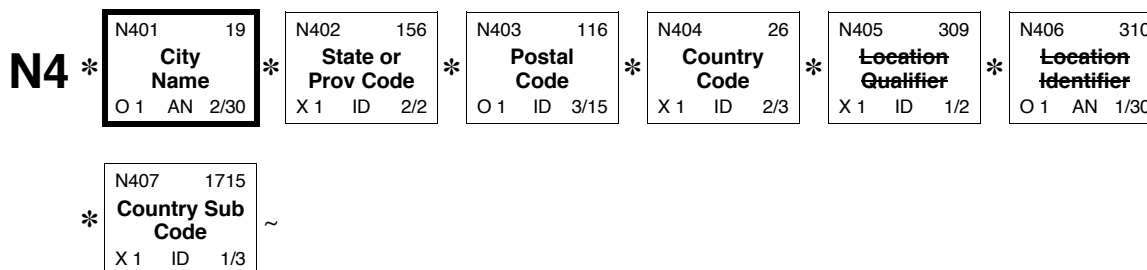 N401 19 N402 156 N403 116 N404 26 N405 309 N406 310
City State or Postal Country Location Location
N4 * Name * Prov Code * Code * Code * Qualifier * Identifier
O 1 AN 2/30 X 1 ID 2/2 O 1 ID 3/15 X 1 ID 2/3 X 1 ID 1/2 O 1 AN 1/30
N407 1715
* Country Sub ~
Code
X 1 ID 1/3